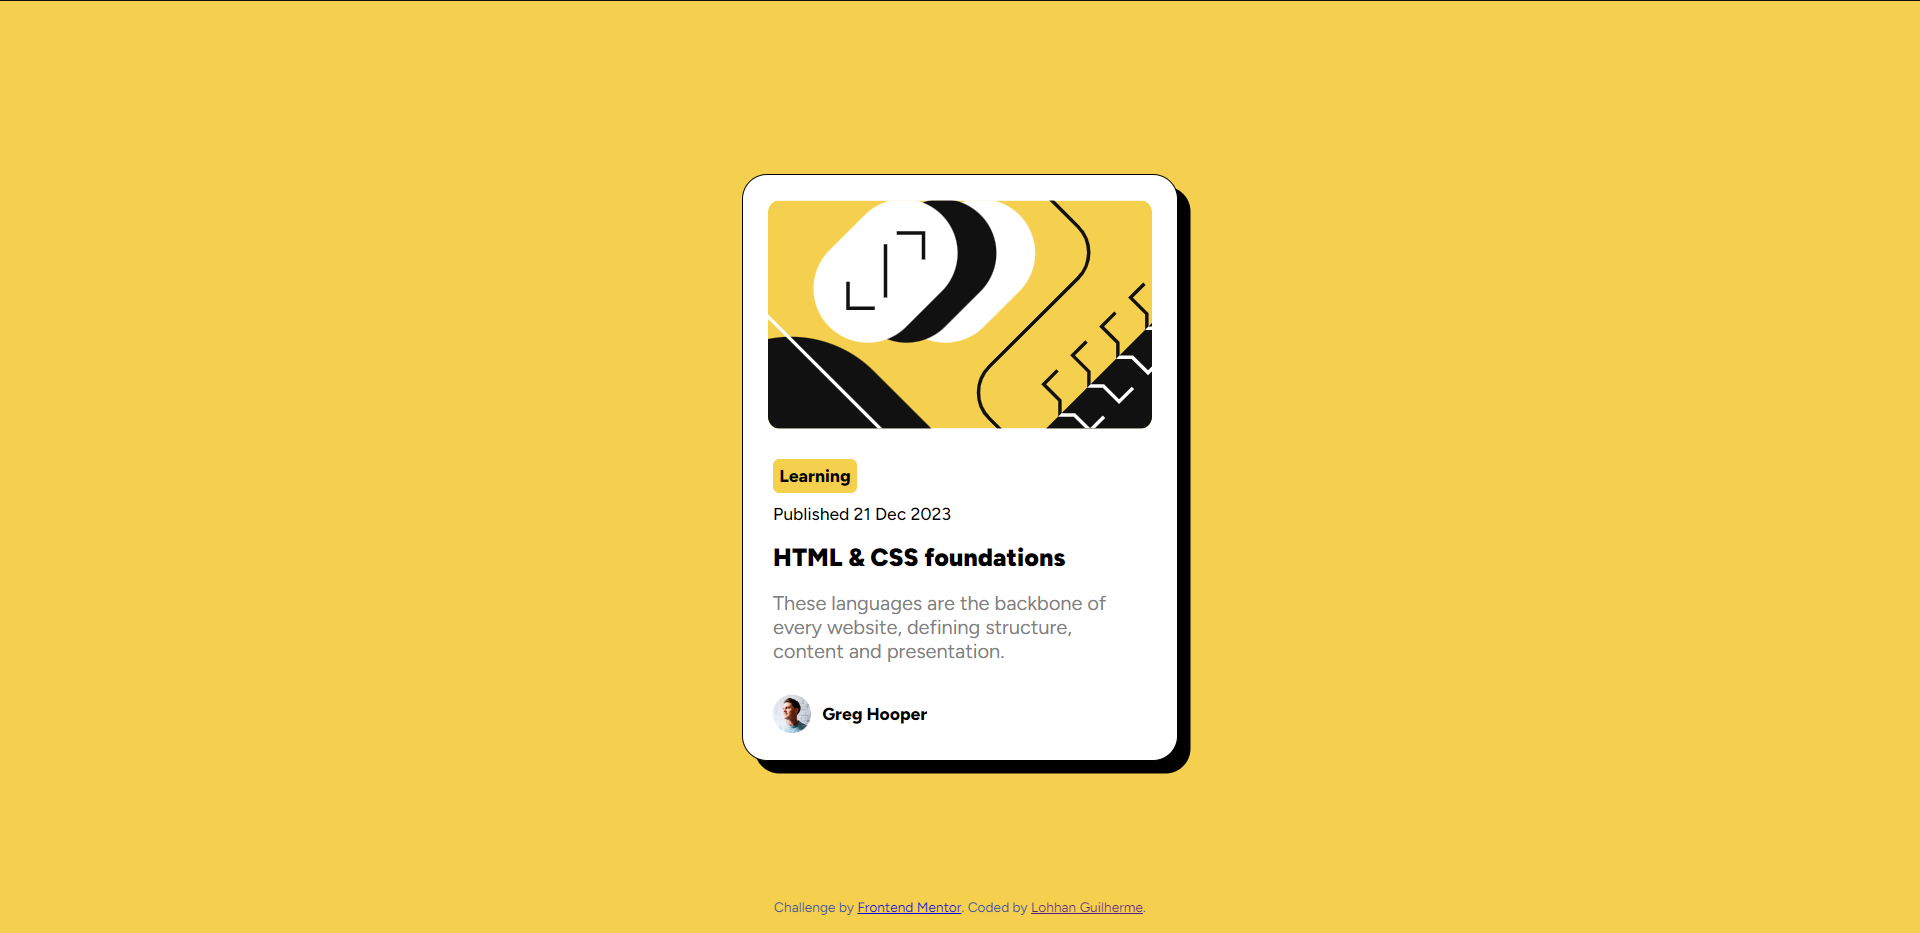 Learning
Published 21 Dec 2023
HTML & CSS foundations
These languages are the backbone of
every website, defining structure,
content and presentation.
Greg Hooper
Challenge by Frontend Mentor. Coded by Lohhan Guilherme.